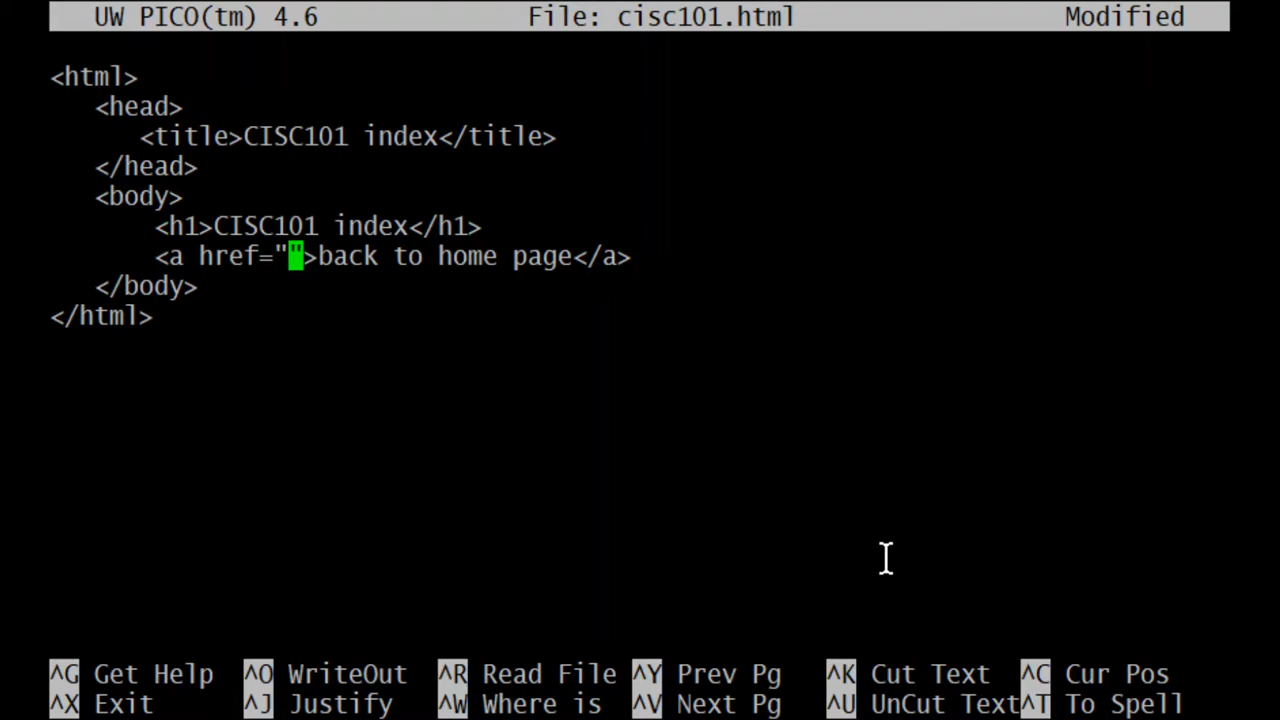 UW PICO(tm) 4.6 File: cisc101.html Modified
<html>
<head>
<title>CISC101 index</title>
</head>
<body>
<h1>CISC101 index</h1>
<a href="">back to home page</a>
</body>
</html>
^G Get Help ^O WriteOut ^R Read File ^Y Prev Pg ^K Cut Text ^C Cur Pos
^X Exit ^J Justify ^W Where is ^V Next Pg ^U UnCut Text ^T To Spell